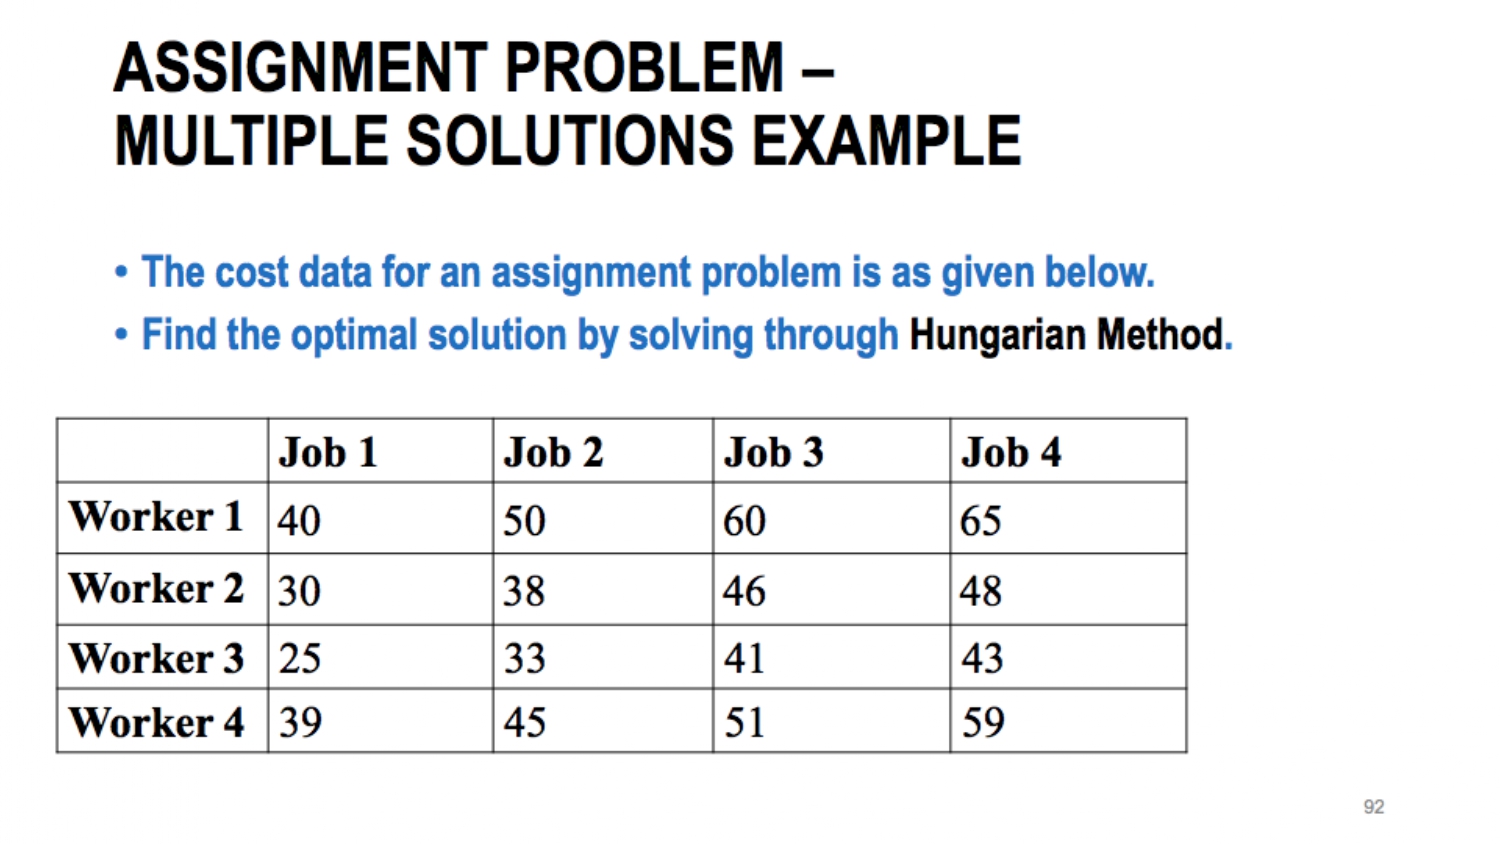 ASSIGNMENT PROBLEM –
MULTIPLE SOLUTIONS EXAMPLE
• The cost data for an assignment problem is as given below.
• Find the optimal solution by solving through Hungarian Method.
Job 1 Job 2 Job 3 Job 4
Worker 1 40 50 60 65
Worker 2 30 38 46 48
Worker 3 25 33 41 43
Worker 4 39 45 51 59
92